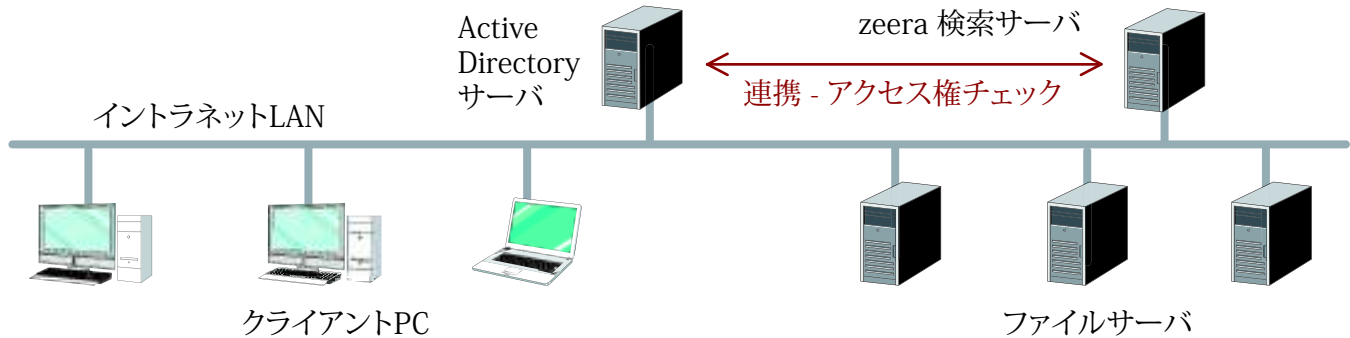 Active
Directory
サーバ
zeera 検索サーバ
連携 - アクセス権チェック
イントラネットLAN
クライアントPC
ファイルサーバ